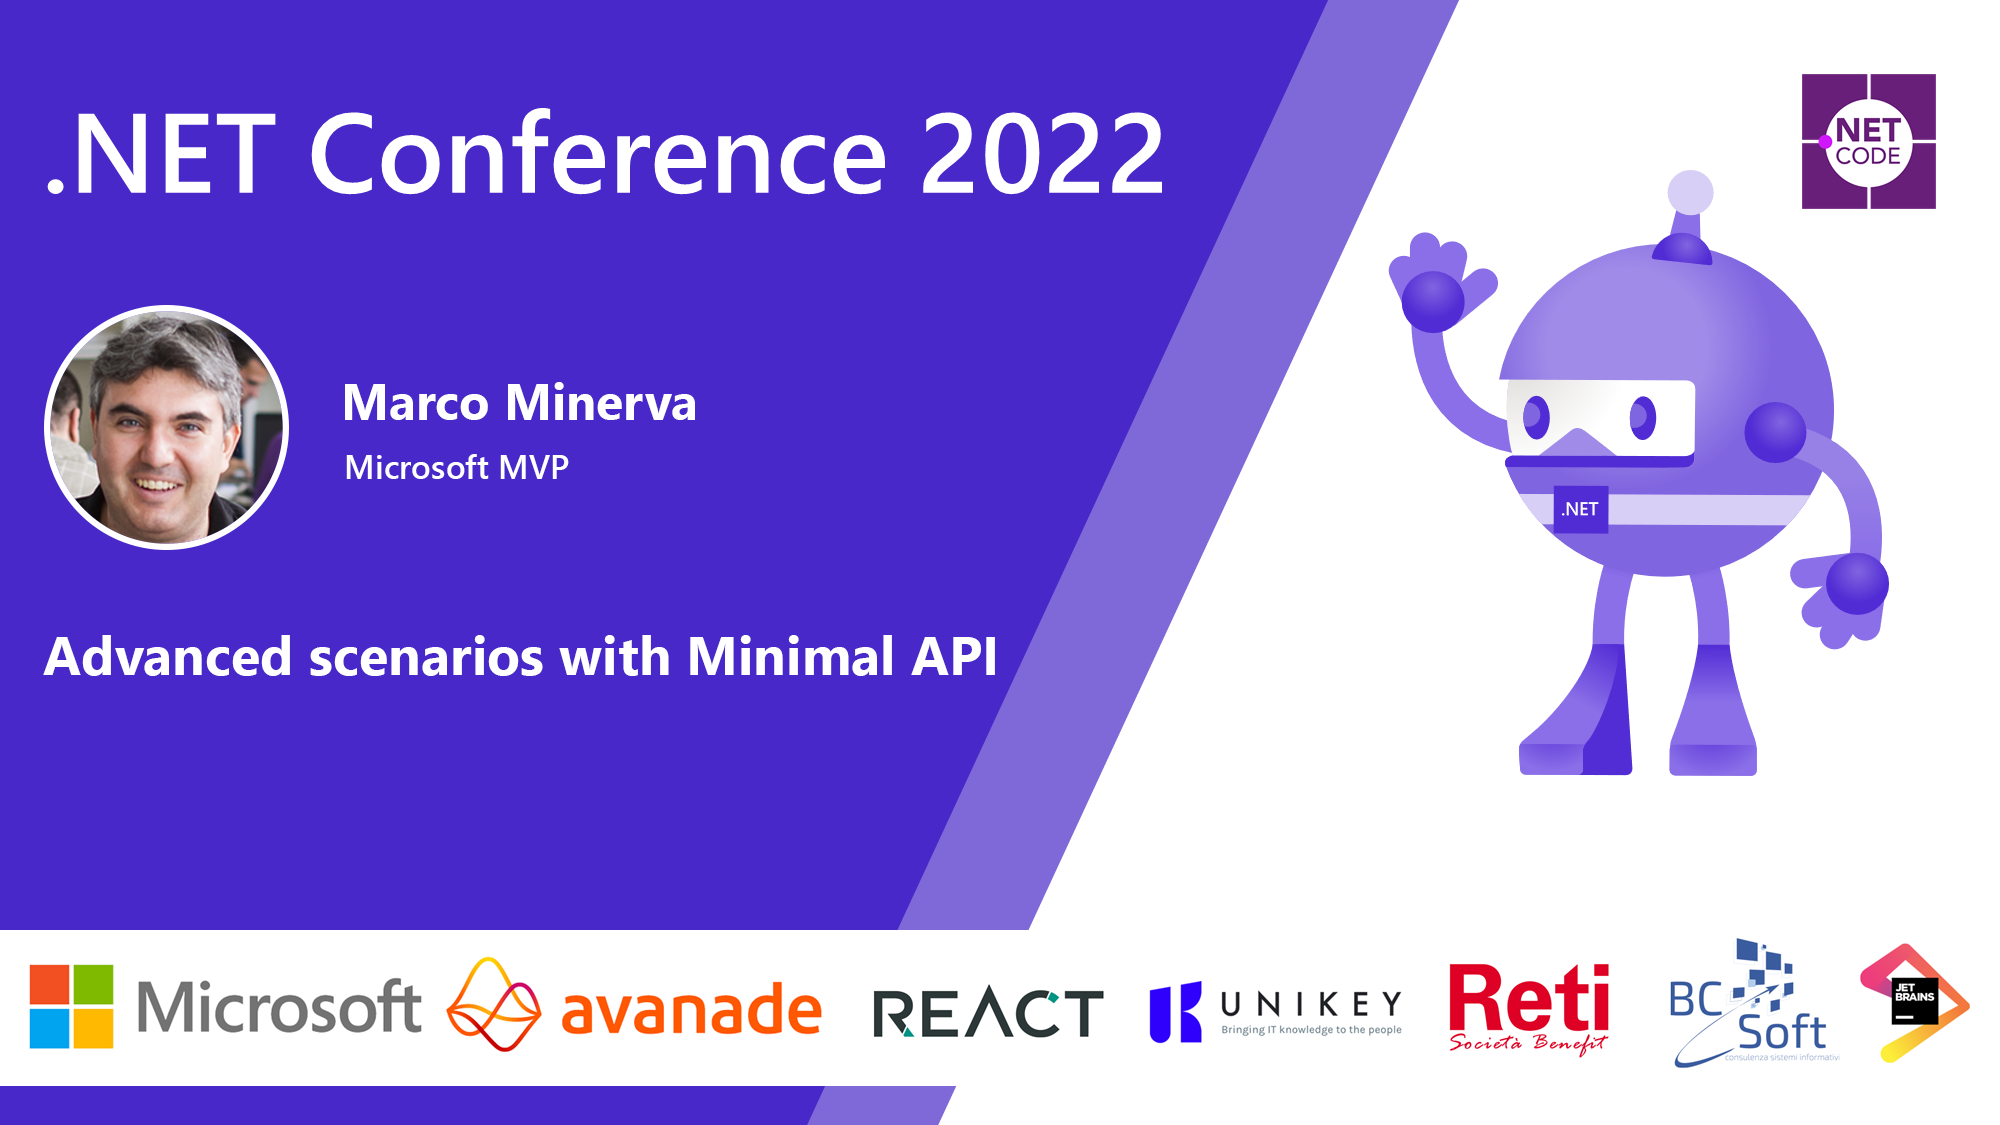 .NET Conference 2022
NET
CODE
Marco Minerva
Microsoft MVP
.NET
Advanced scenarios with Minimal API
Microsoft
avanade
REACT
UNIKEY
Bringing IT knowledge to the people
Reti
Società Benefit
BC
Soft
consulenza sistemi informativi
JET
BRAINS